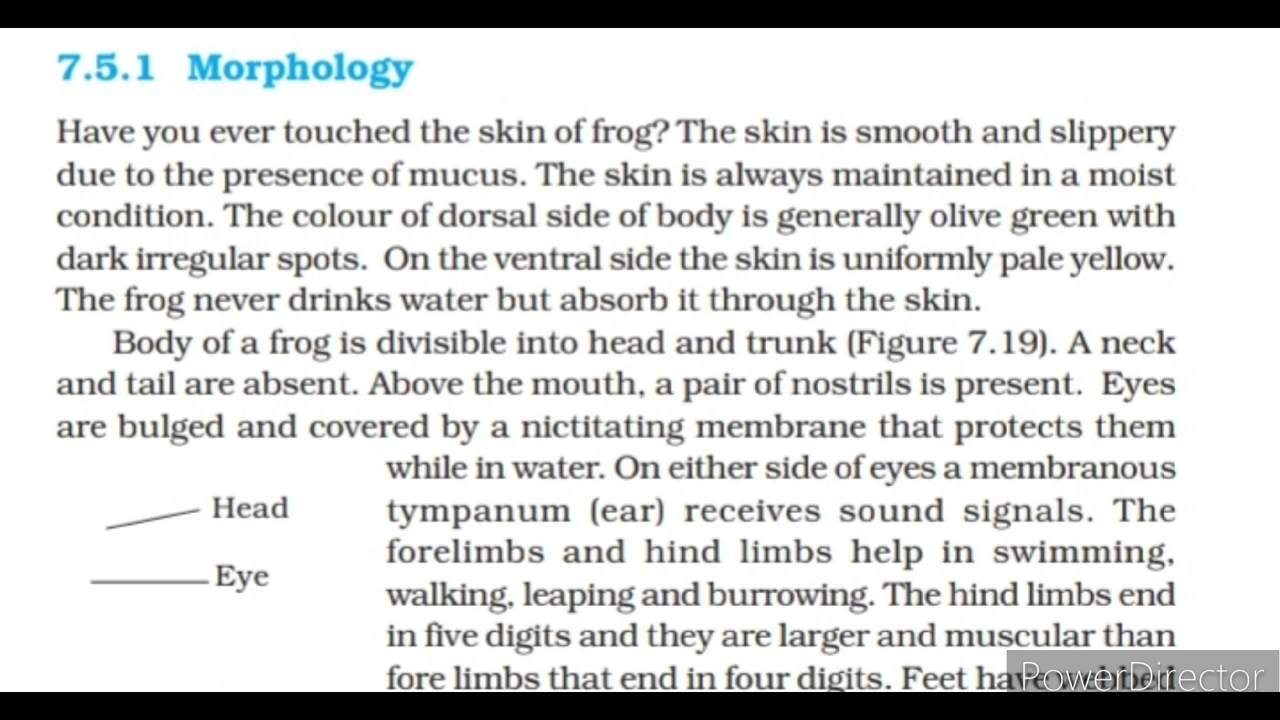 7.5.1 Morphology
Have you ever touched the skin of frog? The skin is smooth and slippery
due to the presence of mucus. The skin is always maintained in a moist
condition. The colour of dorsal side of body is generally olive green with
dark irregular spots. On the ventral side the skin is uniformly pale yellow.
The frog never drinks water but absorb it through the skin.
Body of a frog is divisible into head and trunk (Figure 7.19). A neck
and tail are absent. Above the mouth, a pair of nostrils is present. Eyes
are bulged and covered by a nictitating membrane that protects them
while in water. On either side of eyes a membranous
tympanum (ear) receives sound signals. The
forelimbs and hind limbs help in swimming,
walking, leaping and burrowing. The hind limbs end
in five digits and they are larger and muscular than
fore limbs that end in four digits. Feet have
Head
Eye
PowerDirector